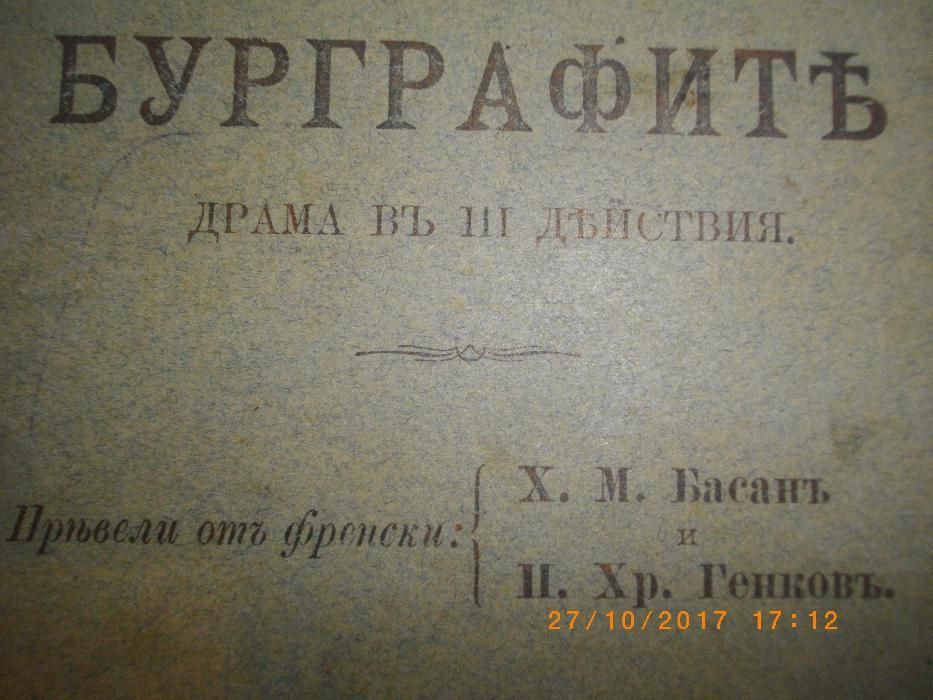 БУРГРАФИТѢ
ДРАМА ВЪ III ДѢЙСТВИЯ.
Прѣвели отъ френски:
Х. М. Басанъ
и
П. Хр. Генковъ.
27/10/2017 17:12